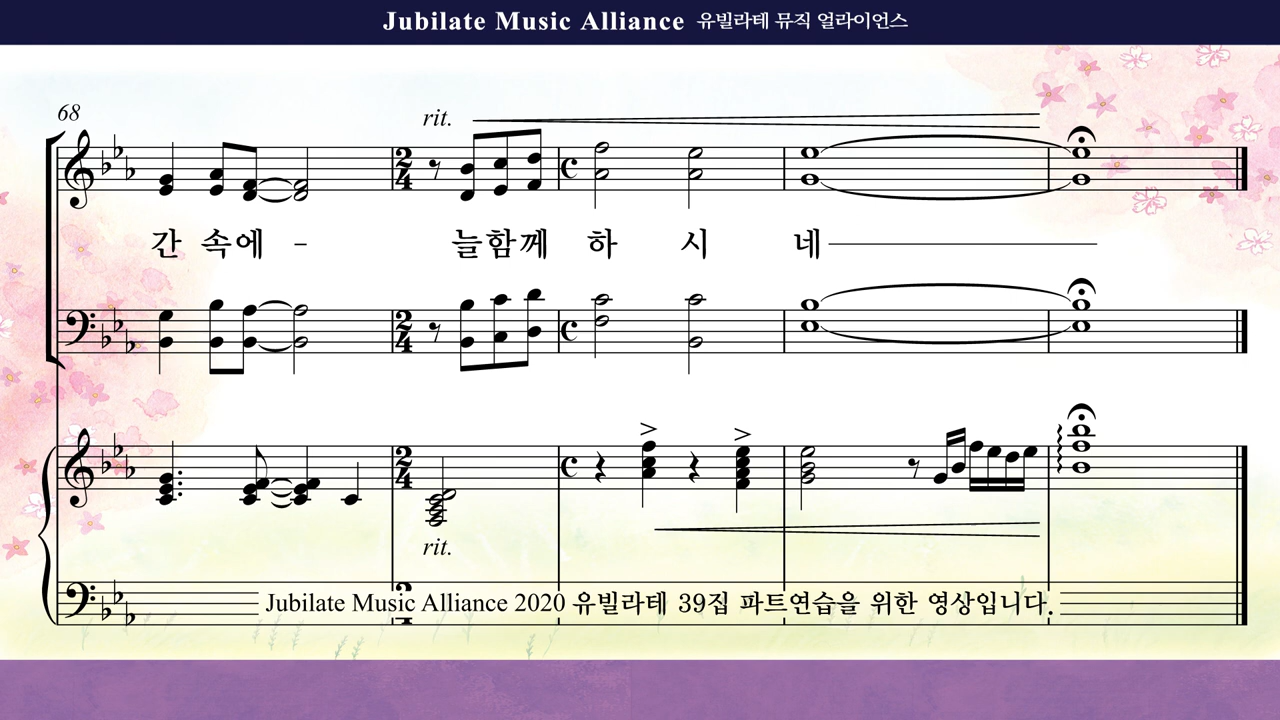 Jubilate Music Alliance 유빌라테 뮤직 얼라이언스
68
rit.
간 속에 - 늘함께 하 시 네
rit.
Jubilate Music Alliance 2020 유빌라테 39집 파트연습을 위한 영상입니다.